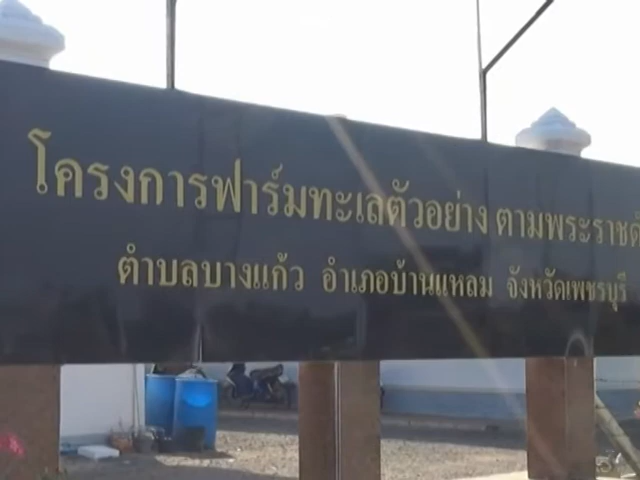 โครงการฟาร์มทะเลตัวอย่าง ตามพระราชดำ
ตำบลบางแก้ว อำเภอบ้านแหลม จังหวัดเพชรบุรี